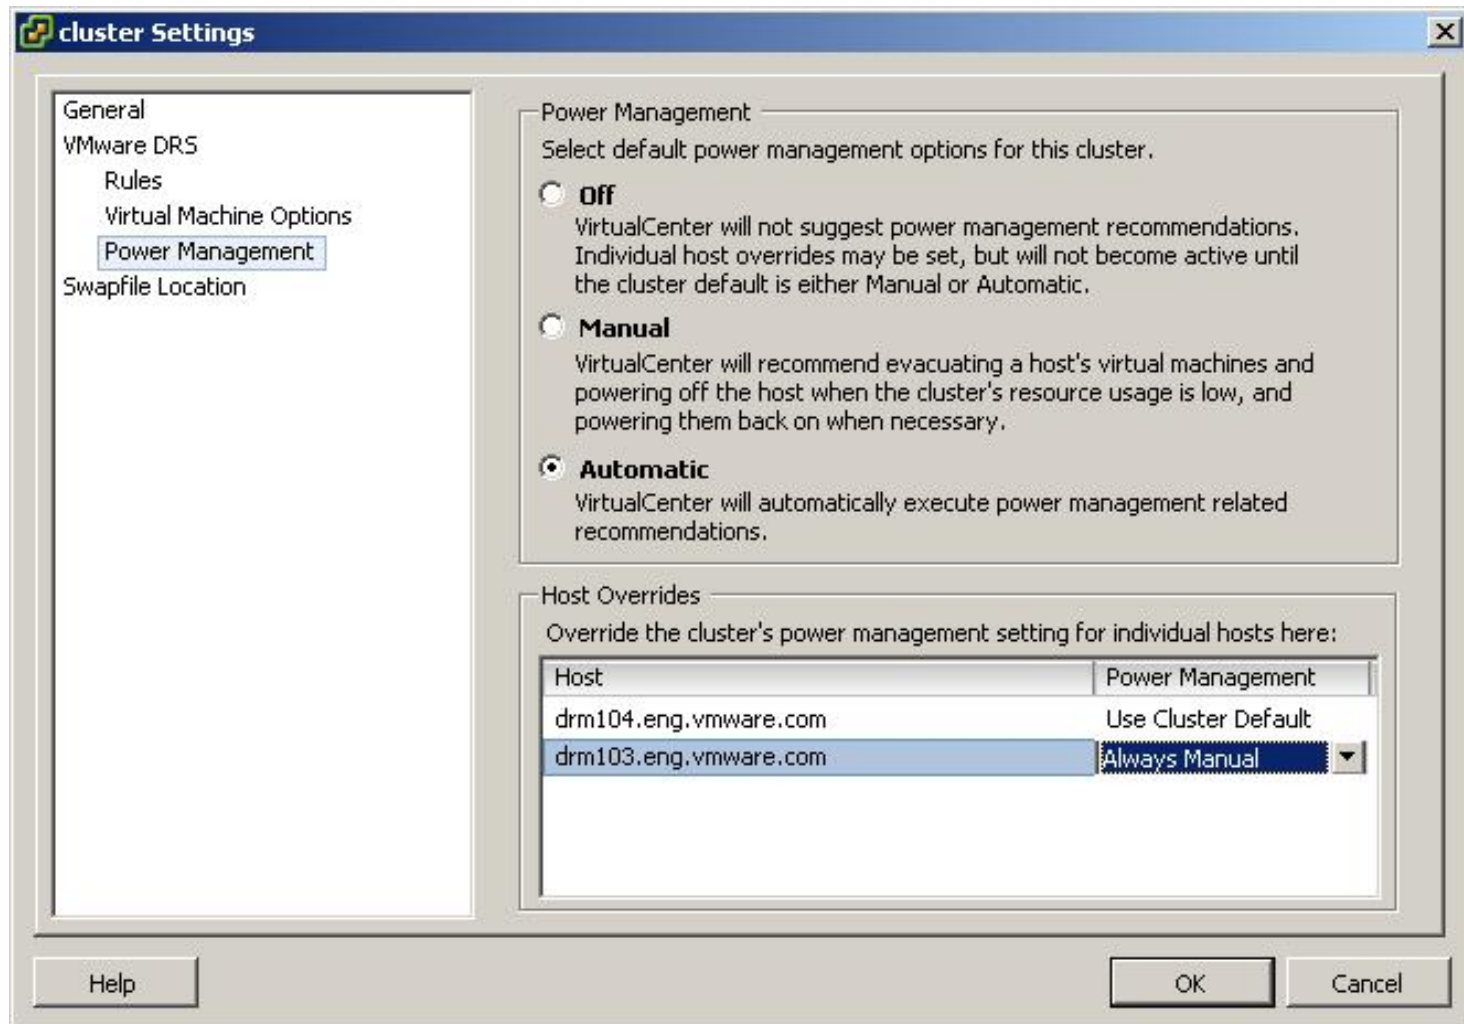 cluster Settings
General
VMware DRS
Rules
Virtual Machine Options
Power Management
Swapfile Location
Power Management
Select default power management options for this cluster.
Off
VirtualCenter will not suggest power management recommendations.
Individual host overrides may be set, but will not become active until
the cluster default is either Manual or Automatic.
Manual
VirtualCenter will recommend evacuating a host's virtual machines and
powering off the host when the cluster's resource usage is low, and
powering them back on when necessary.
Automatic
VirtualCenter will automatically execute power management related
recommendations.
Host Overrides
Override the cluster's power management setting for individual hosts here:
Host Power Management
drm104.eng.vmware.com Use Cluster Default
drm103.eng.vmware.com Always Manual
Help OK Cancel